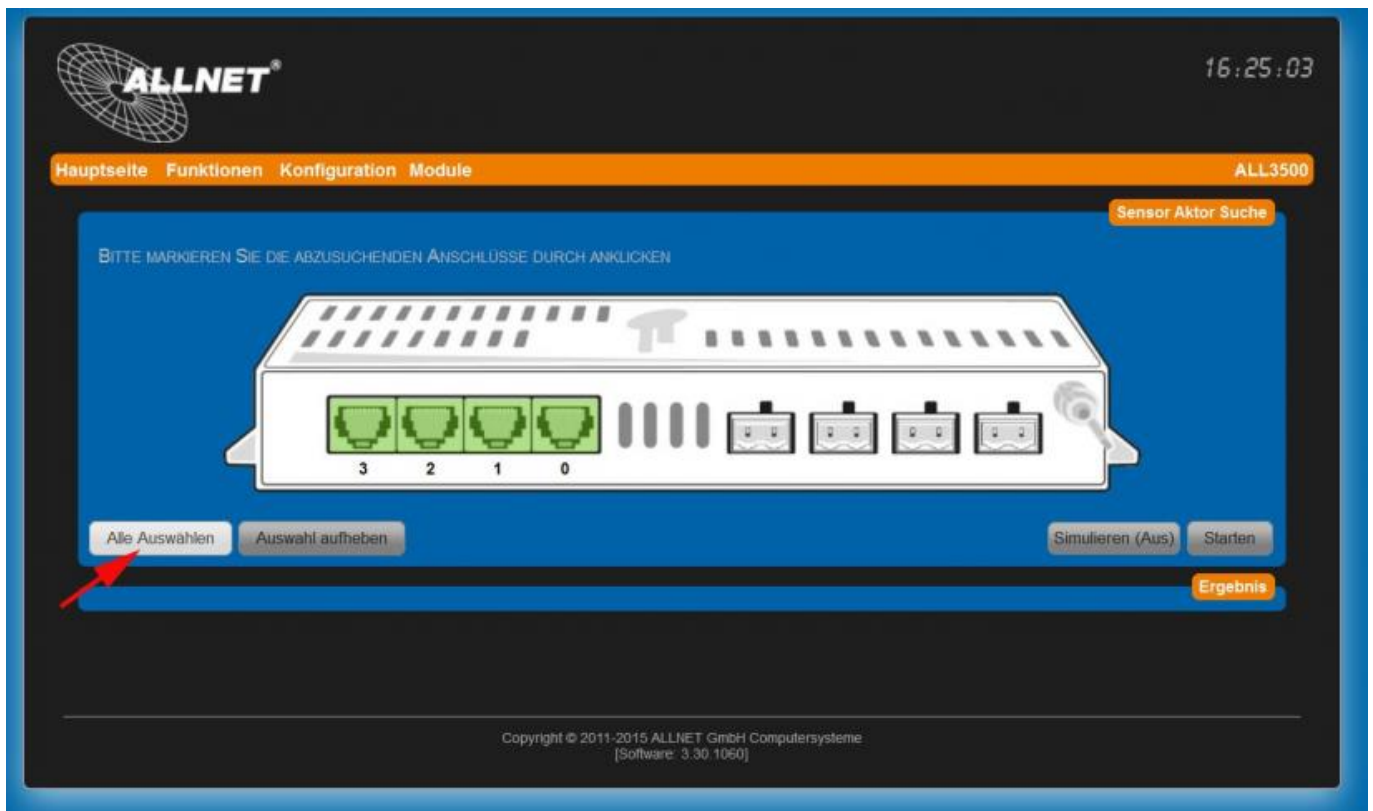 ALLNET®
16:25:03
Hauptseite Funktionen Konfiguration Module ALL3500
Sensor Aktor Suche
BITTE MARKIEREN SIE DIE ABZUSUCHENDEN ANSCHLÜSSE DURCH ANKLICKEN
3 2 1 0
Alle Auswählen Auswahl aufheben Simulieren (Aus) Starten
Ergebnis
Copyright © 2011-2015 ALLNET GmbH Computersysteme
[Software: 3.30.1060]